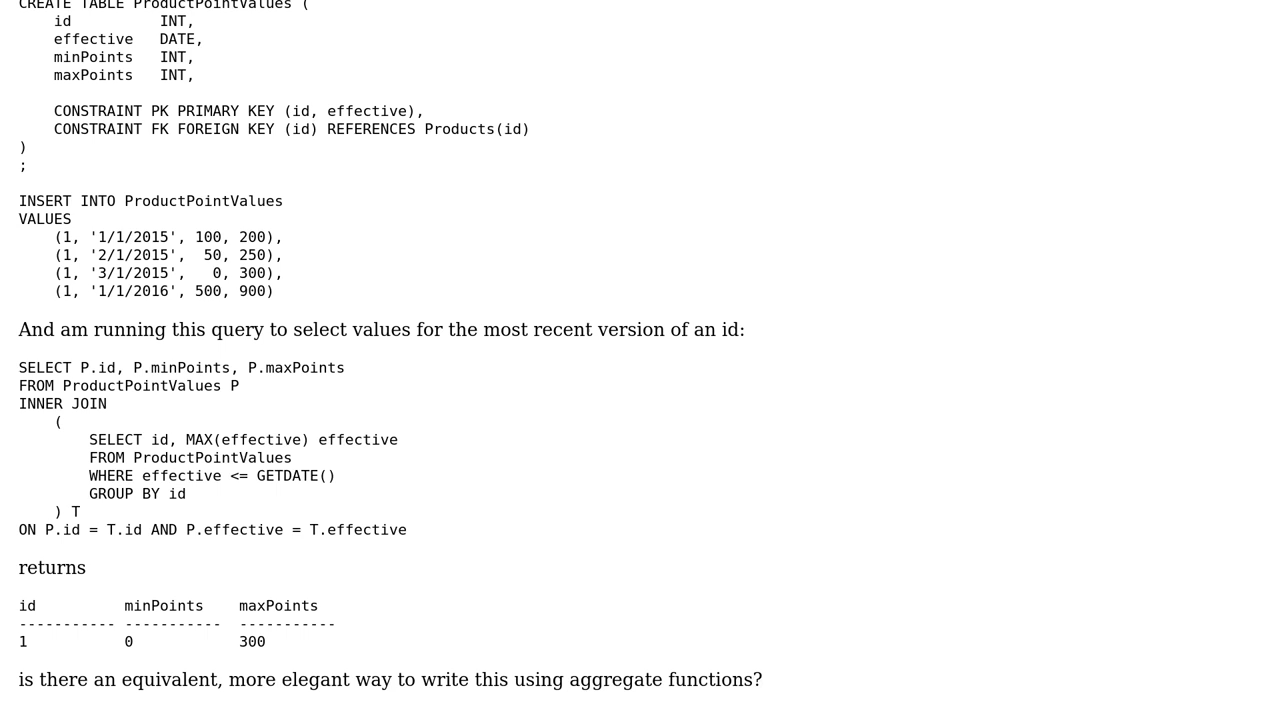 CREATE TABLE ProductPointValues (
    id          INT,
    effective   DATE,
    minPoints   INT,
    maxPoints   INT,

    CONSTRAINT PK PRIMARY KEY (id, effective),
    CONSTRAINT FK FOREIGN KEY (id) REFERENCES Products(id)
)
;

INSERT INTO ProductPointValues
VALUES
    (1, '1/1/2015', 100, 200),
    (1, '2/1/2015',  50, 250),
    (1, '3/1/2015',   0, 300),
    (1, '1/1/2016', 500, 900)

And am running this query to select values for the most recent version of an id:

SELECT P.id, P.minPoints, P.maxPoints
FROM ProductPointValues P
INNER JOIN
    (
        SELECT id, MAX(effective) effective
        FROM ProductPointValues
        WHERE effective <= GETDATE()
        GROUP BY id
    ) T
ON P.id = T.id AND P.effective = T.effective

returns

id          minPoints    maxPoints
----------- -----------  -----------
1           0            300

is there an equivalent, more elegant way to write this using aggregate functions?